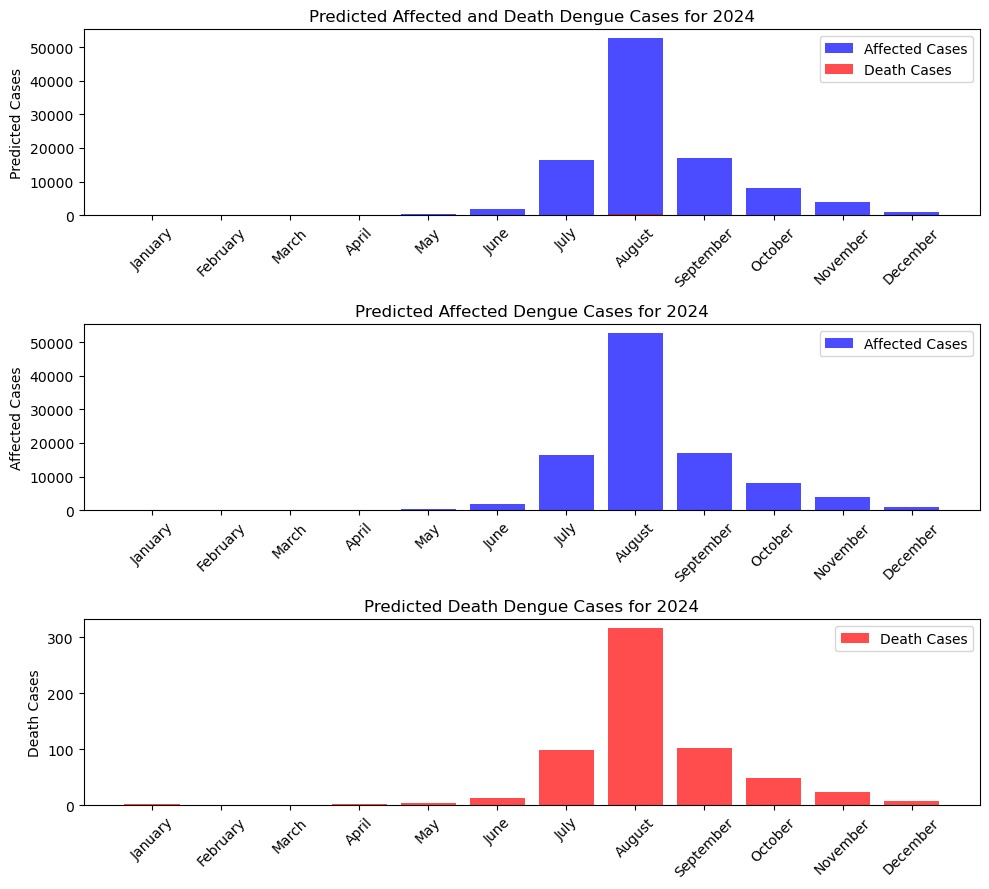 Predicted Affected and Death Dengue Cases for 2024
Predicted Cases
50000
40000
30000
20000
10000
0
Affected Cases
Death Cases
January
February
March
April
May
June
July
August
September
October
November
December
Predicted Affected Dengue Cases for 2024
Affected Cases
50000
40000
30000
20000
10000
0
Affected Cases
January
February
March
April
May
June
July
August
September
October
November
December
Predicted Death Dengue Cases for 2024
Death Cases
300
200
100
0
Death Cases
January
February
March
April
May
June
July
August
September
October
November
December